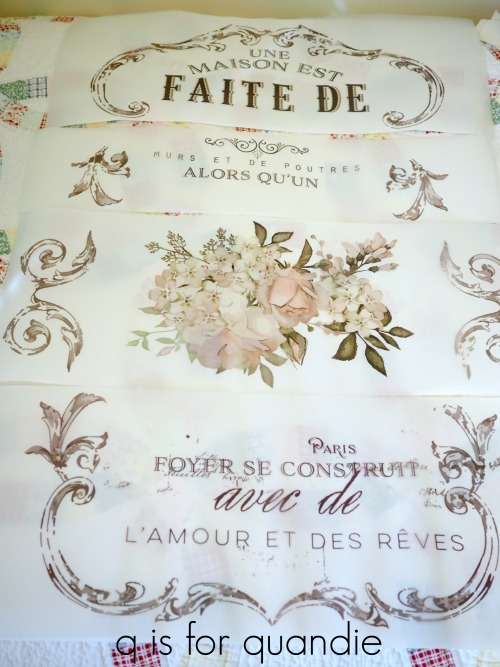 UNE
MAISON EST
FAITE DE
MURS ET DE POUTRES
ALORS QU'UN
PARIS
FOYER SE CONSTRUIT
avec de
L'AMOUR ET DES RÊVES
q is for quandie